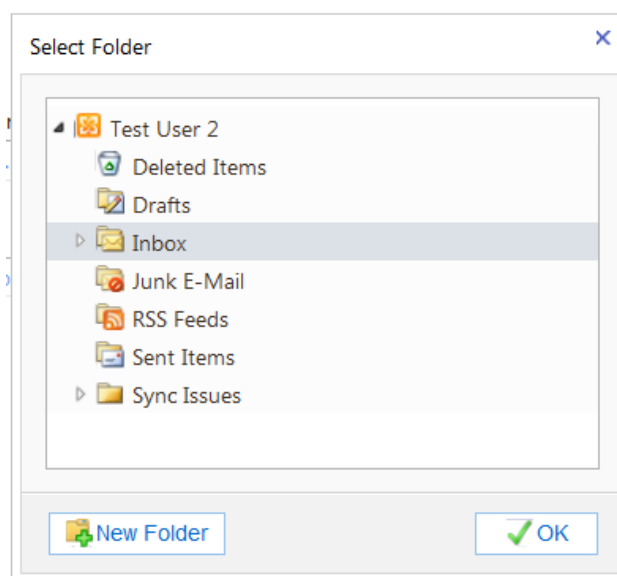 Select Folder
Test User 2
Deleted Items
Drafts
Inbox
Junk E-Mail
RSS Feeds
Sent Items
Sync Issues
New Folder
OK